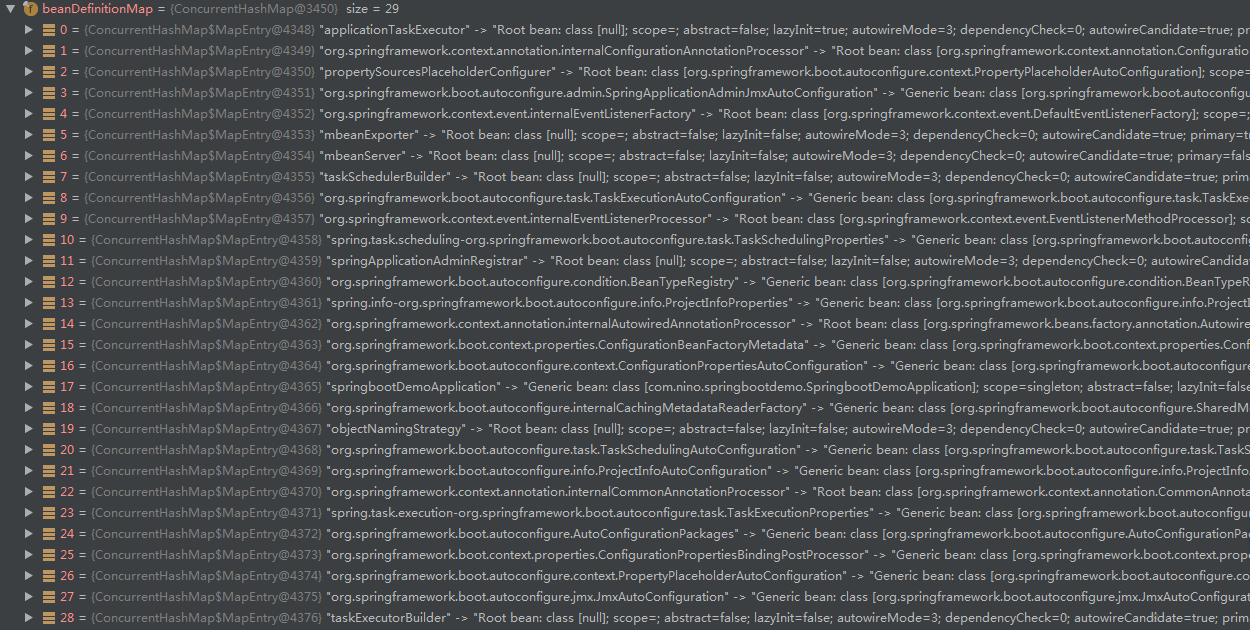 beanDefinitionMap = {ConcurrentHashMap@3450} size = 29
0 = {ConcurrentHashMap$MapEntry@4348} "applicationTaskExecutor" -> "Root bean: class [null]; scope=; abstract=false; lazyInit=true; autowireMode=3; dependencyCheck=0; autowireCandidate=true; pr
1 = {ConcurrentHashMap$MapEntry@4349} "org.springframework.context.annotation.internalConfigurationAnnotationProcessor" -> "Root bean: class [org.springframework.context.annotation.Configuratio
2 = {ConcurrentHashMap$MapEntry@4350} "propertySourcesPlaceholderConfigurer" -> "Root bean: class [org.springframework.boot.autoconfigure.context.PropertyPlaceholderAutoConfiguration]; scope=
3 = {ConcurrentHashMap$MapEntry@4351} "org.springframework.boot.autoconfigure.admin.SpringApplicationAdminJmxAutoConfiguration" -> "Generic bean: class [org.springframework.boot.autoconfigu
4 = {ConcurrentHashMap$MapEntry@4352} "org.springframework.context.event.internalEventListenerFactory" -> "Root bean: class [org.springframework.context.event.DefaultEventListenerFactory]; scope=;
5 = {ConcurrentHashMap$MapEntry@4353} "mbeanExporter" -> "Root bean: class [null]; scope=; abstract=false; lazyInit=false; autowireMode=3; dependencyCheck=0; autowireCandidate=true; primary=t
6 = {ConcurrentHashMap$MapEntry@4354} "mbeanServer" -> "Root bean: class [null]; scope=; abstract=false; lazyInit=false; autowireMode=3; dependencyCheck=0; autowireCandidate=true; primary=fal
7 = {ConcurrentHashMap$MapEntry@4355} "taskSchedulerBuilder" -> "Root bean: class [null]; scope=; abstract=false; lazyInit=false; autowireMode=3; dependencyCheck=0; autowireCandidate=true; prim
8 = {ConcurrentHashMap$MapEntry@4356} "org.springframework.boot.autoconfigure.task.TaskExecutionAutoConfiguration" -> "Generic bean: class [org.springframework.boot.autoconfigure.task.TaskExe
9 = {ConcurrentHashMap$MapEntry@4357} "org.springframework.context.event.internalEventListenerProcessor" -> "Root bean: class [org.springframework.context.event.EventListenerMethodProcessor]; sc
10 = {ConcurrentHashMap$MapEntry@4358} "spring.task.scheduling-org.springframework.boot.autoconfigure.task.TaskSchedulingProperties" -> "Generic bean: class [org.springframework.boot.autoconfi
11 = {ConcurrentHashMap$MapEntry@4359} "springApplicationAdminRegistrar" -> "Root bean: class [null]; scope=; abstract=false; lazyInit=false; autowireMode=3; dependencyCheck=0; autowireCandida
12 = {ConcurrentHashMap$MapEntry@4360} "org.springframework.boot.autoconfigure.condition.BeanTypeRegistry" -> "Generic bean: class [org.springframework.boot.autoconfigure.condition.BeanTypeR
13 = {ConcurrentHashMap$MapEntry@4361} "spring.info-org.springframework.boot.autoconfigure.info.ProjectInfoProperties" -> "Generic bean: class [org.springframework.boot.autoconfigure.info.ProjectI
14 = {ConcurrentHashMap$MapEntry@4362} "org.springframework.context.annotation.internalAutowiredAnnotationProcessor" -> "Root bean: class [org.springframework.beans.factory.annotation.Autowire
15 = {ConcurrentHashMap$MapEntry@4363} "org.springframework.boot.context.properties.ConfigurationBeanFactoryMetadata" -> "Generic bean: class [org.springframework.boot.context.properties.Conf
16 = {ConcurrentHashMap$MapEntry@4364} "org.springframework.boot.autoconfigure.context.ConfigurationPropertiesAutoConfiguration" -> "Generic bean: class [org.springframework.boot.autoconfigure
17 = {ConcurrentHashMap$MapEntry@4365} "springbootDemoApplication" -> "Generic bean: class [com.nino.springbootdemo.SpringbootDemoApplication]; scope=singleton; abstract=false; lazyInit=false
18 = {ConcurrentHashMap$MapEntry@4366} "org.springframework.boot.autoconfigure.internalCachingMetadataReaderFactory" -> "Generic bean: class [org.springframework.boot.autoconfigure.SharedM
19 = {ConcurrentHashMap$MapEntry@4367} "objectNamingStrategy" -> "Root bean: class [null]; scope=; abstract=false; lazyInit=false; autowireMode=3; dependencyCheck=0; autowireCandidate=true; pr
20 = {ConcurrentHashMap$MapEntry@4368} "org.springframework.boot.autoconfigure.task.TaskSchedulingAutoConfiguration" -> "Generic bean: class [org.springframework.boot.autoconfigure.task.TaskS
21 = {ConcurrentHashMap$MapEntry@4369} "org.springframework.boot.autoconfigure.info.ProjectInfoAutoConfiguration" -> "Generic bean: class [org.springframework.boot.autoconfigure.info.ProjectInfo.
22 = {ConcurrentHashMap$MapEntry@4370} "org.springframework.context.annotation.internalCommonAnnotationProcessor" -> "Root bean: class [org.springframework.context.annotation.CommonAnnota
23 = {ConcurrentHashMap$MapEntry@4371} "spring.task.execution-org.springframework.boot.autoconfigure.task.TaskExecutionProperties" -> "Generic bean: class [org.springframework.boot.autoconfigur
24 = {ConcurrentHashMap$MapEntry@4372} "org.springframework.boot.autoconfigure.AutoConfigurationPackages" -> "Generic bean: class [org.springframework.boot.autoconfigure.AutoConfigurationPa
25 = {ConcurrentHashMap$MapEntry@4373} "org.springframework.boot.context.properties.ConfigurationPropertiesBindingPostProcessor" -> "Generic bean: class [org.springframework.boot.context.prope
26 = {ConcurrentHashMap$MapEntry@4374} "org.springframework.boot.autoconfigure.context.PropertyPlaceholderAutoConfiguration" -> "Generic bean: class [org.springframework.boot.autoconfigure.co
27 = {ConcurrentHashMap$MapEntry@4375} "org.springframework.boot.autoconfigure.jmx.JmxAutoConfiguration" -> "Generic bean: class [org.springframework.boot.autoconfigure.jmx.JmxAutoConfigurat
28 = {ConcurrentHashMap$MapEntry@4376} "taskExecutorBuilder" -> "Root bean: class [null]; scope=; abstract=false; lazyInit=false; autowireMode=3; dependencyCheck=0; autowireCandidate=true; prim